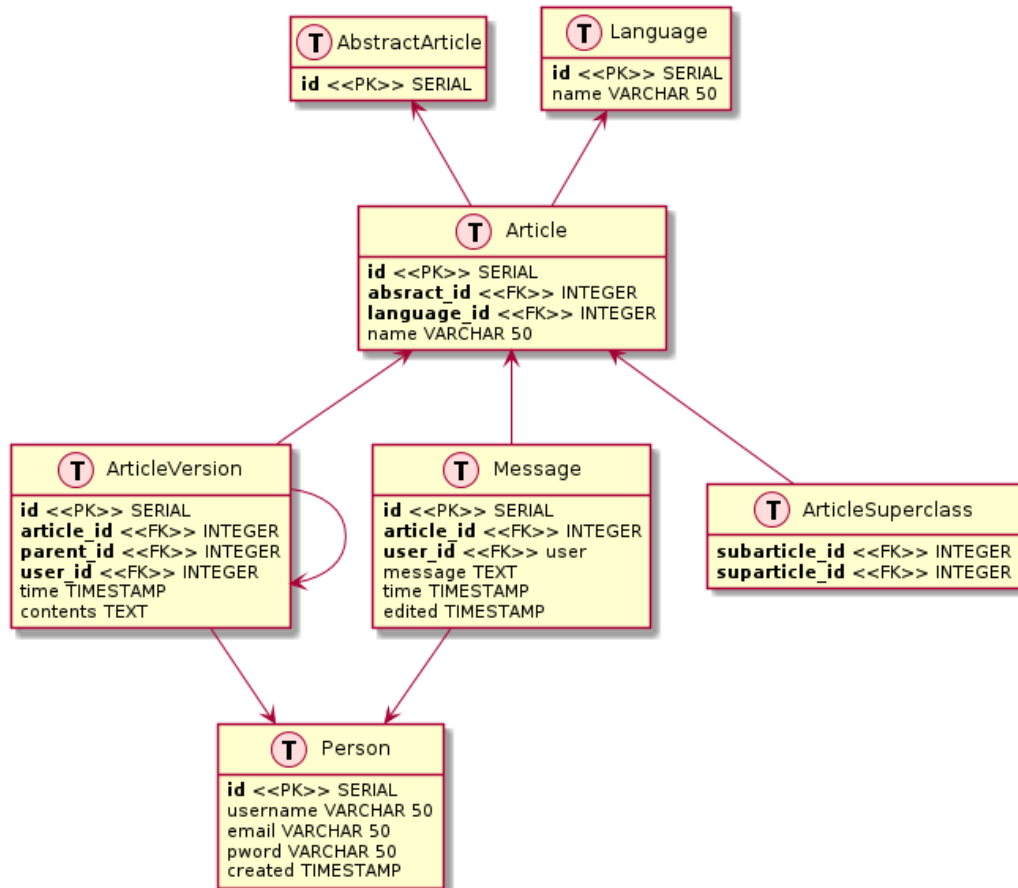 T AbstractArticle
id <<PK>> SERIAL
T Language
id <<PK>> SERIAL
name VARCHAR 50
T Article
id <<PK>> SERIAL
absract_id <<FK>> INTEGER
language_id <<FK>> INTEGER
name VARCHAR 50
T ArticleVersion
id <<PK>> SERIAL
article_id <<FK>> INTEGER
parent_id <<FK>> INTEGER
user_id <<FK>> INTEGER
time TIMESTAMP
contents TEXT
T Message
id <<PK>> SERIAL
article_id <<FK>> INTEGER
user_id <<FK>> user
message TEXT
time TIMESTAMP
edited TIMESTAMP
T ArticleSuperclass
subarticle_id <<FK>> INTEGER
suparticle_id <<FK>> INTEGER
T Person
id <<PK>> SERIAL
username VARCHAR 50
email VARCHAR 50
pword VARCHAR 50
created TIMESTAMP